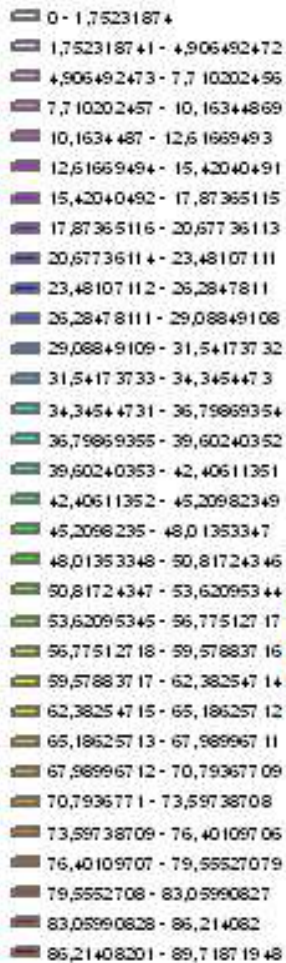 0 - 1,75231874
1,752318741 - 4,906492472
4,906492473 - 7,710202456
7,710202457 - 10,16344869
10,1634487 - 12,61669493
12,61669494 - 15,42040491
15,42040492 - 17,87365115
17,87365116 - 20,67736113
20,67736114 - 23,48107111
23,48107112 - 26,2847811
26,28478111 - 29,08849108
29,08849109 - 31,54173732
31,54173733 - 34,3454473
34,34544731 - 36,79869354
36,79869355 - 39,60240352
39,60240353 - 42,40611351
42,40611352 - 45,20982349
45,2098235 - 48,01353347
48,01353348 - 50,81724346
50,81724347 - 53,62095344
53,62095345 - 56,77512717
56,77512718 - 59,57883716
59,57883717 - 62,38254714
62,38254715 - 65,18625712
65,18625713 - 67,98996711
67,98996712 - 70,79367709
70,7936771 - 73,59738708
73,59738709 - 76,40109706
76,40109707 - 79,55527079
79,5552708 - 83,05990827
83,05990828 - 86,214082
86,21408201 - 89,71871948